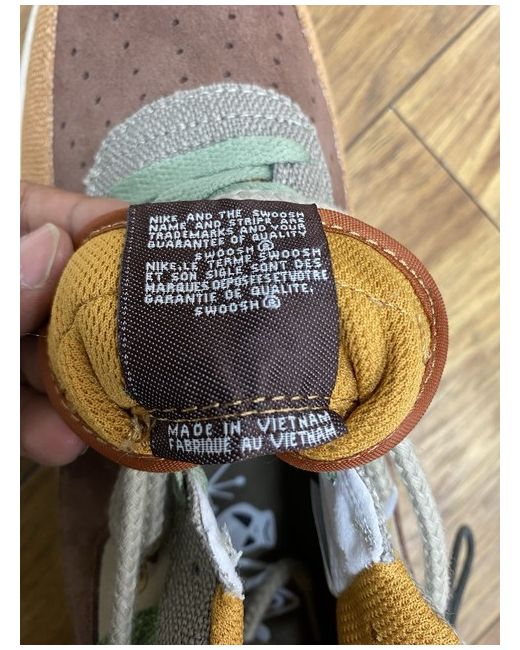 NIKE AND THE SWOOSH
NAME AND STRIPE ARE
TRADEMARKS AND YOUR
GUARANTEE OF QUALITY
SWOOSH®
NIKE,LE TERME SWOOSH
ET SON SIGLE SONT DES
MARQUES DEPOSÉES ET VOTRE
GARANTIE DE QUALITE,
SWOOSH®
MADE IN VIETNAM
FABRIQUE AU VIETNAM